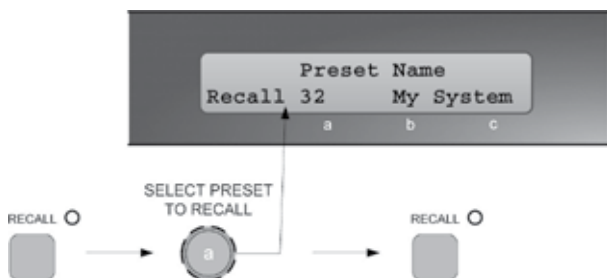 Preset Name
Recall 32 My System
a b c
SELECT PRESET
TO RECALL
RECALL
a
RECALL